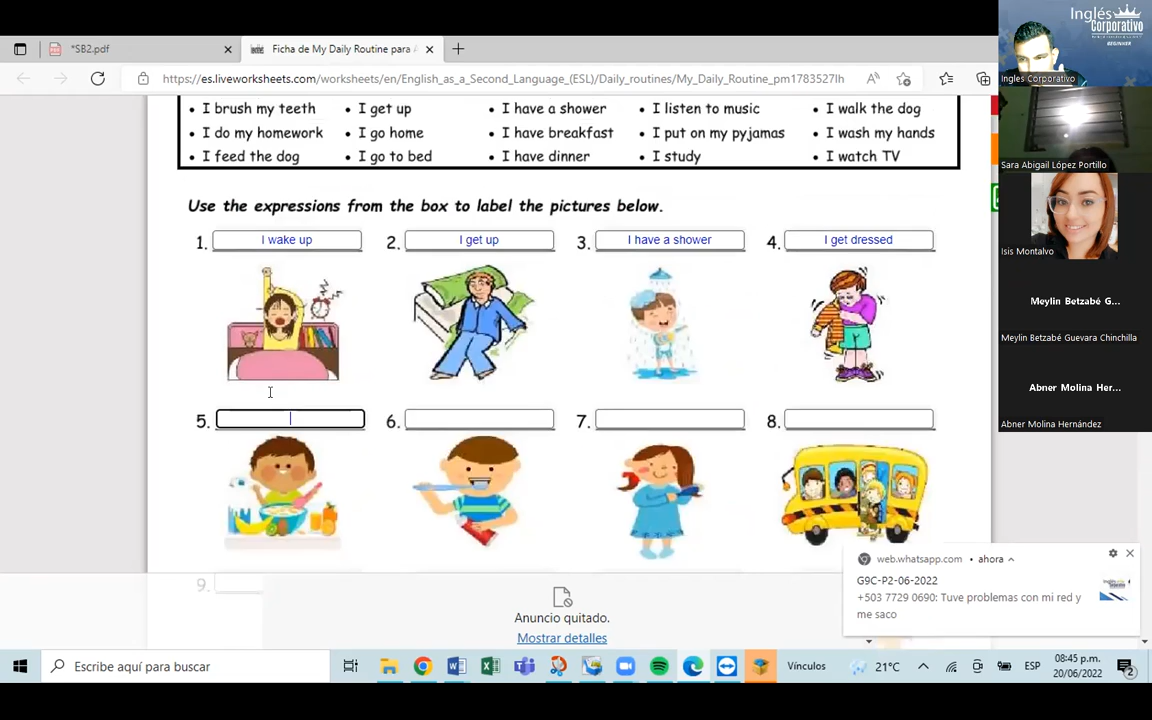 *SB2.pdf
Ficha de My Daily Routine para
https://es.liveworksheets.com/worksheets/en/English_as_a_Second_Language_(ESL)/Daily_routines/My_Daily_Routine_pm1783527lh
Inglés
Corporativo
BEGINNER
Ingles Corporativo
• I brush my teeth • I get up • I have a shower • I listen to music • I walk the dog
• I do my homework • I go home • I have breakfast • I put on my pyjamas • I wash my hands
• I feed the dog • I go to bed • I have dinner • I study • I watch TV
Sara Abigail López Portillo
Use the expressions from the box to label the pictures below.
1. I wake up 2. I get up 3. I have a shower 4. I get dressed
Isis Montalvo
Meylin Betzabé G...
Meylin Betzabé Guevara Chinchilla
Abner Molina Her...
Abner Molina Hernández
5. 6. 7. 8.
9.
web.whatsapp.com • ahora
G9C-P2-06-2022
+503 7729 0690: Tuve problemas con mi red y
me saco
Anuncio quitado.
Mostrar detalles
Escribe aquí para buscar
Vínculos
21°C
ESP
08:45 p.m.
20/06/2022
2